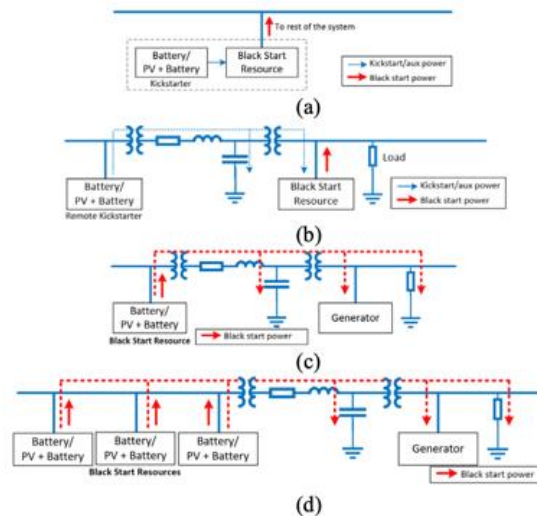 To rest of the system
Battery/
PV + Battery
Black Start
Resource
Kickstarter
Kickstart/aux power
Black start power
(a)
Load
Battery/
PV + Battery
Remote Kickstarter
Black Start
Resource
Kickstart/aux power
Black start power
(b)
Battery/
PV + Battery
Black Start Resource
Black start power
Generator
(c)
Battery/
PV + Battery
Battery/
PV + Battery
Battery/
PV + Battery
Black Start Resources
Generator
Black start power
(d)